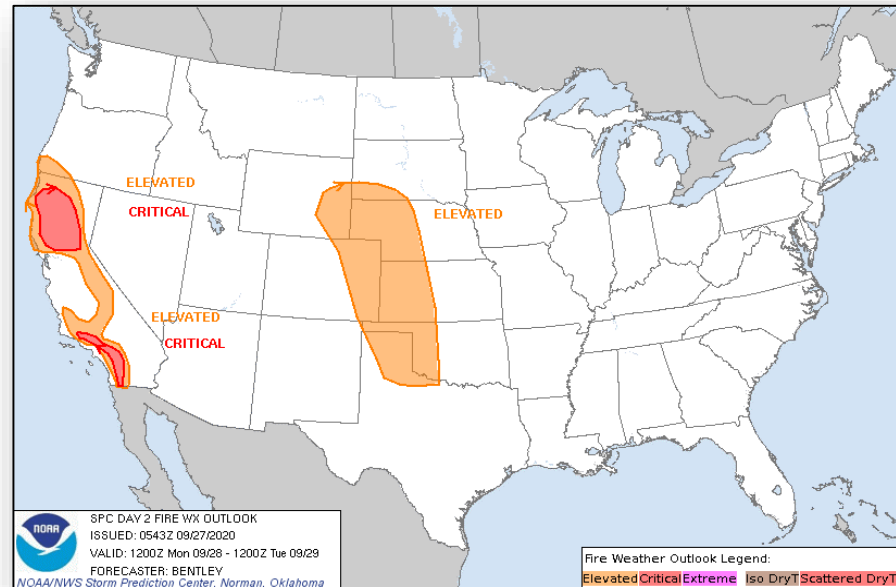 ELEVATED
CRITICAL
ELEVATED
ELEVATED
CRITICAL
NOAA
SPC DAY 2 FIRE WX OUTLOOK
ISSUED: 0543Z 09/27/2020
VALID: 1200Z Mon 09/28 - 1200Z Tue 09/29
FORECASTER: BENTLEY
NOAA/NWS Storm Prediction Center, Norman, Oklahoma
Fire Weather Outlook Legend:
Elevated Critical Extreme Iso DryT Scattered Dry T